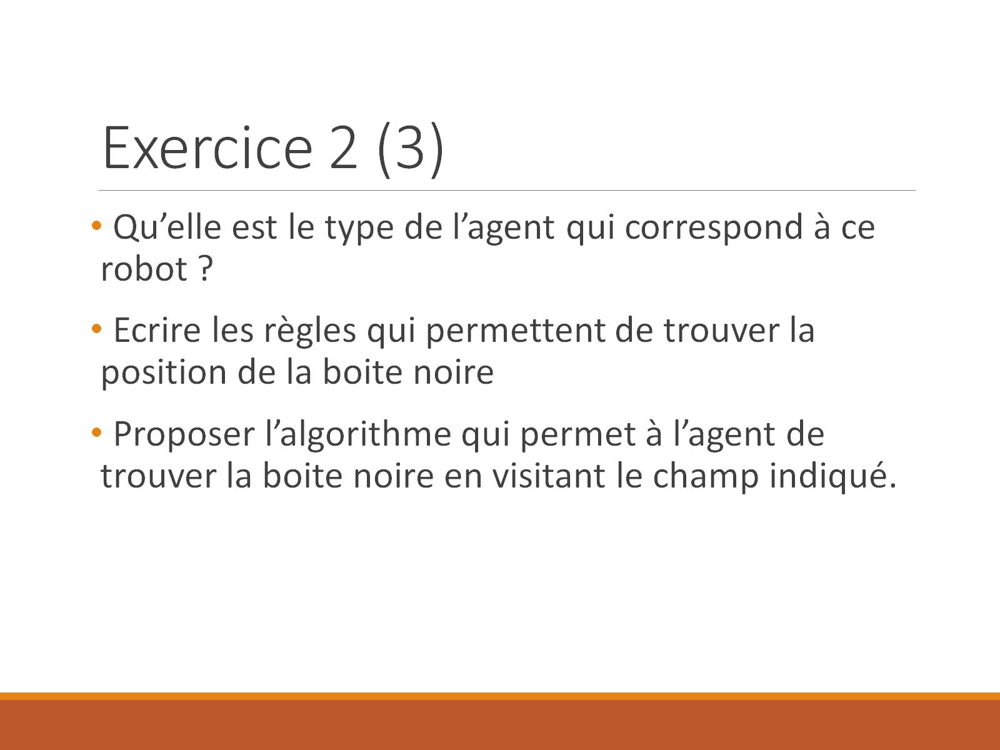 Exercice 2 (3)
• Qu’elle est le type de l’agent qui correspond à ce
robot ?
• Ecrire les règles qui permettent de trouver la
position de la boite noire
• Proposer l’algorithme qui permet à l’agent de
trouver la boite noire en visitant le champ indiqué.